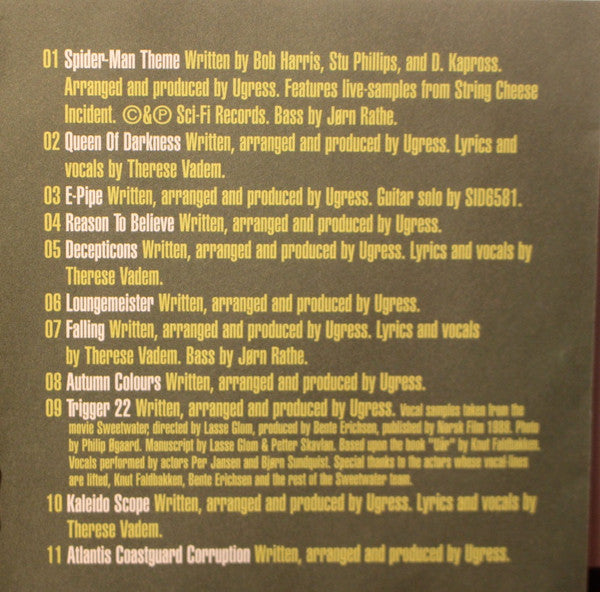 01 Spider-Man Theme Written by Bob Harris, Stu Phillips, and D. Kapross.
Arranged and produced by Ugress. Features live-samples from String Cheese
Incident. ©&℗ Sci-Fi Records. Bass by Jørn Rathe.
02 Queen Of Darkness Written, arranged and produced by Ugress. Lyrics and
vocals by Therese Vadem.
03 E-Pipe Written, arranged and produced by Ugress. Guitar solo by SID6581.
04 Reason To Believe Written, arranged and produced by Ugress.
05 Decepticons Written, arranged and produced by Ugress. Lyrics and vocals by
Therese Vadem.
06 Loungemeister Written, arranged and produced by Ugress.
07 Falling Written, arranged and produced by Ugress. Lyrics and vocals
by Therese Vadem. Bass by Jørn Rathe.
08 Autumn Colours Written, arranged and produced by Ugress.
09 Trigger 22 Written, arranged and produced by Ugress. Vocal samples taken from the
movie Sweetwater, directed by Lasse Glom, produced by Bente Erichsen, published by Norsk Film 1988. Photo
by Philip Øgaard. Manuscript by Lasse Glom & Petter Skavlan. Based upon the book "Uår" by Knut Faldbakken.
Vocals performed by actors Per Jansen and Bjørn Sundquist. Special thanks to the actors whose vocal-lines
are lifted, Knut Faldbakken, Bente Erichsen and the rest of the Sweetwater team.
10 Kaleido Scope Written, arranged and produced by Ugress. Lyrics and vocals by
Therese Vadem.
11 Atlantis Coastguard Corruption Written, arranged and produced by Ugress.